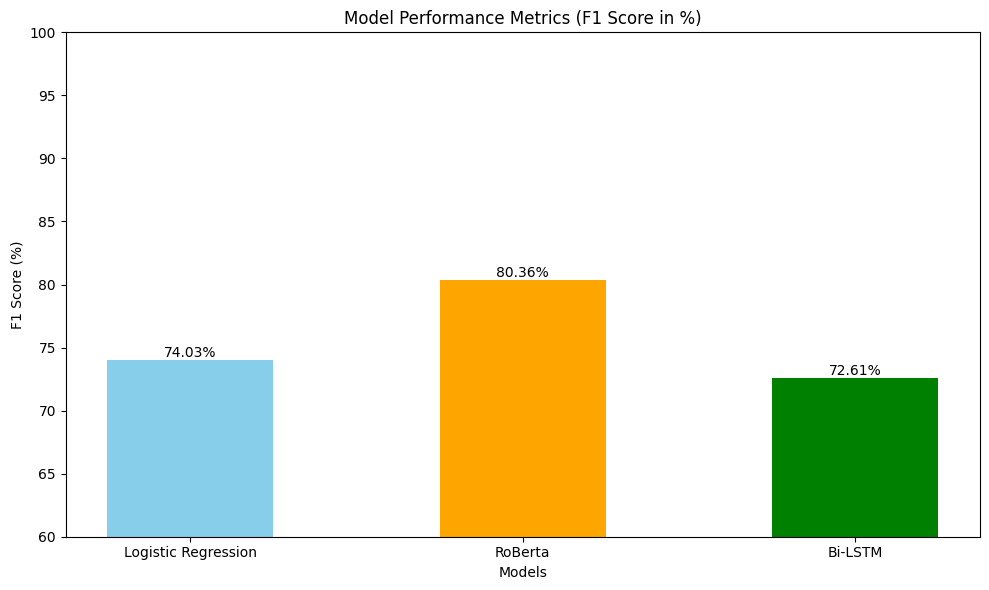 Model Performance Metrics (F1 Score in %)
F1 Score (%)
100
95
90
85
80
75
70
65
60
74.03%
80.36%
72.61%
Logistic Regression
RoBerta
Bi-LSTM
Models